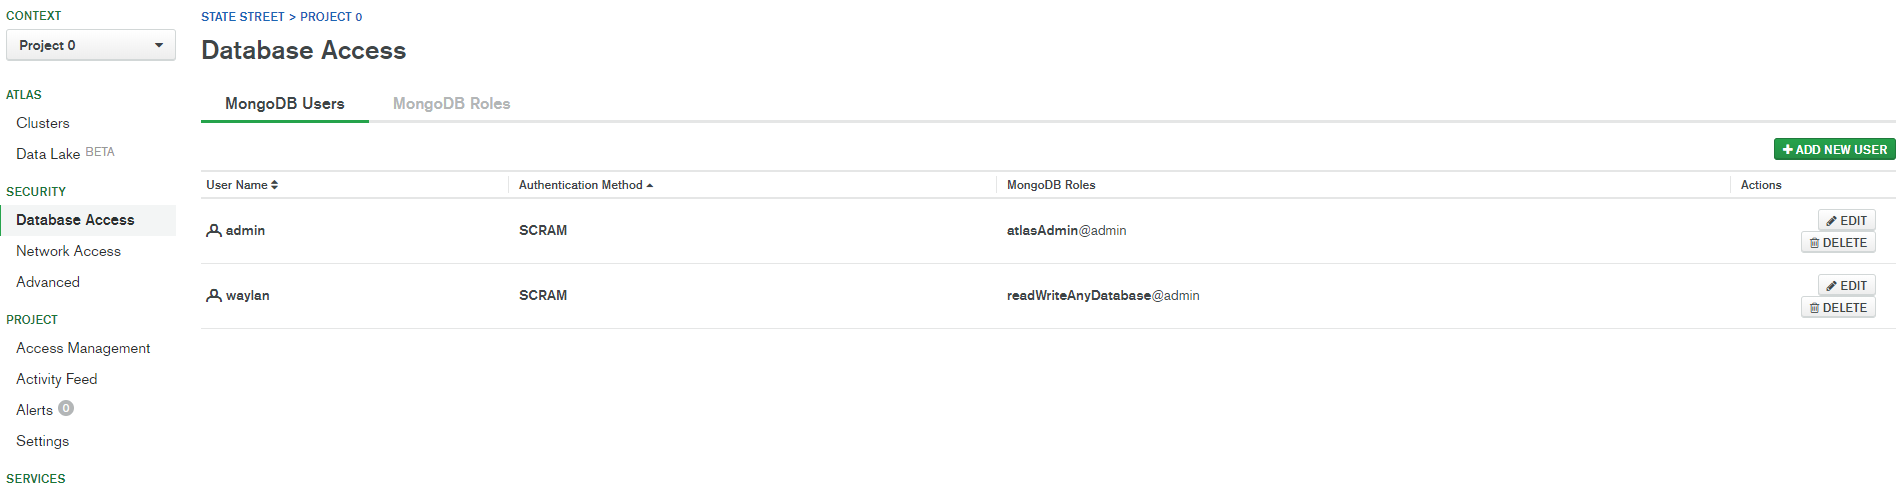 CONTEXT
Project 0
ATLAS
Clusters
Data Lake BETA
SECURITY
Database Access
Network Access
Advanced
PROJECT
Access Management
Activity Feed
Alerts 0
Settings
SERVICES
STATE STREET > PROJECT 0
Database Access
MongoDB Users MongoDB Roles
ADD NEW USER
User Name Authentication Method MongoDB Roles Actions
admin SCRAM atlasAdmin@admin EDIT
DELETE
waylan SCRAM readWriteAnyDatabase@admin EDIT
DELETE